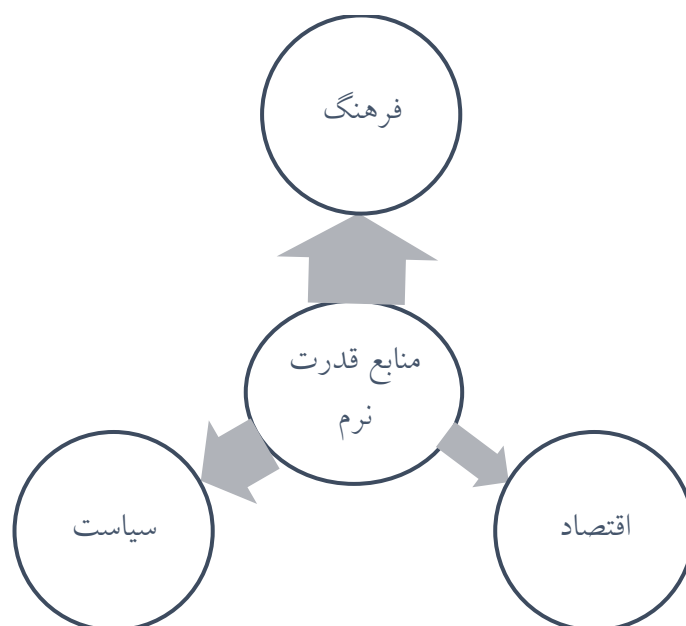 فرهنگ
منابع قدرت
نرم
اقتصاد
سیاست